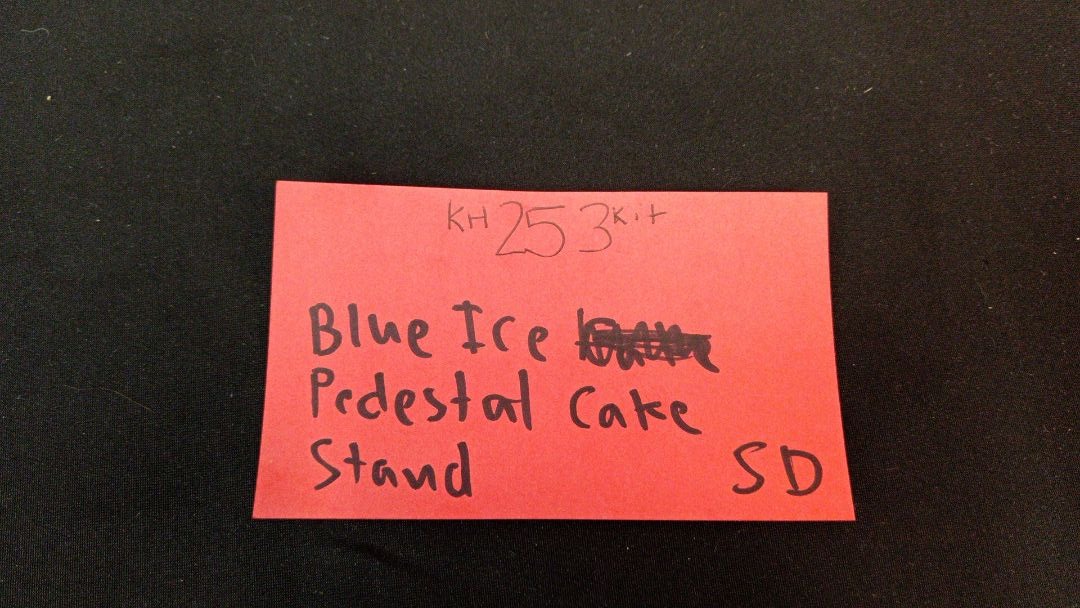 KH 253 Kit
Blue Ice
Pedestal Cake
Stand SD